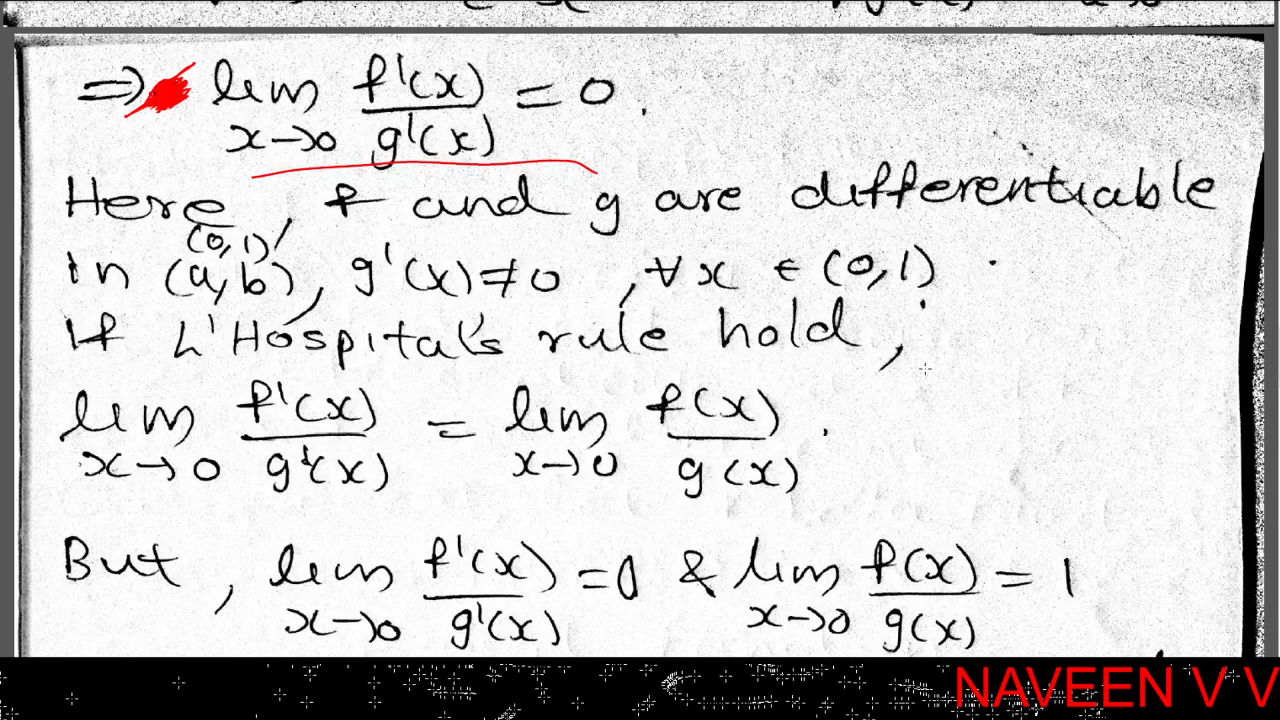 ⇒ lim x→0 f'(x)/g'(x) = 0.
Here, f and g are differentiable
(0,1)
in (a,b), g'(x)≠0, ∀x ∈ (0,1).
If L'Hospital's rule hold,
lim x→0 f'(x)/g'(x) = lim x→0 f(x)/g(x).
But, lim x→0 f'(x)/g'(x) = 0 & lim x→0 f(x)/g(x) = 1
NAVEEN V V